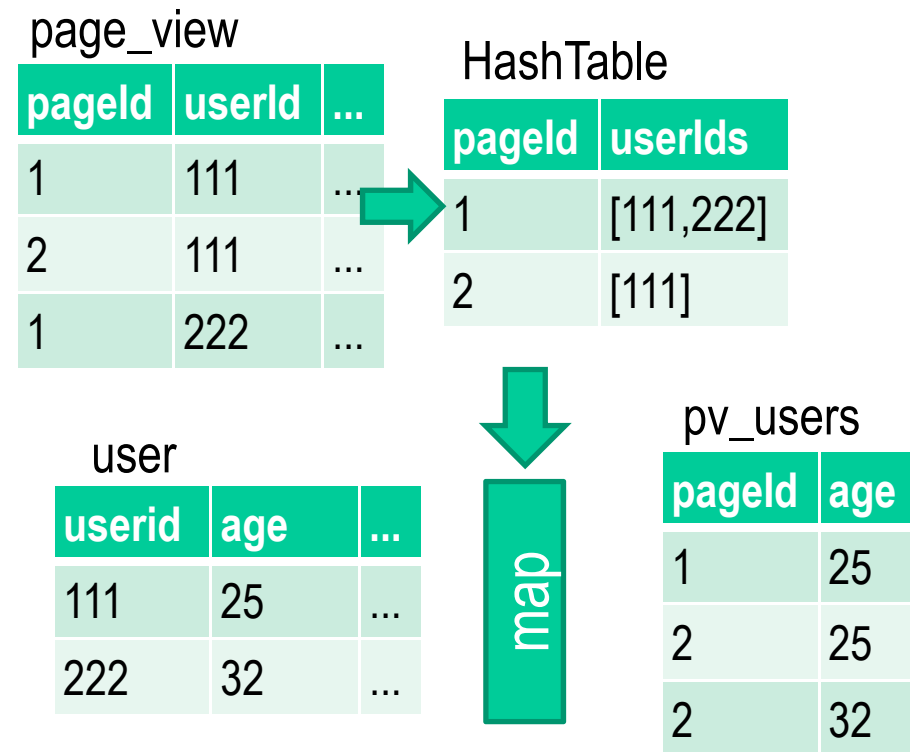 page_view
pageId userId ...
1 111 ...
2 111 ...
1 222 ...
HashTable
pageId userIds
1 [111,222]
2 [111]
user
userid age ...
111 25 ...
222 32 ...
map
pv_users
pageId age
1 25
2 25
2 32